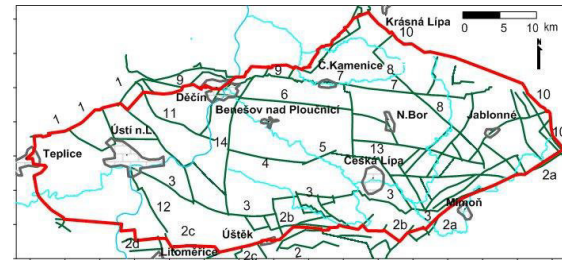 Krásná Lípa
10
0 5 10 km
N
Č.Kamenice
9
7
8
7
1
9
Děčín
1
1
6
8
10
11
Benešov nad Ploučnicí
N.Bor
Jablonné
Ústí n.L.
14
10
Teplice
5
13
4
Česká Lípa
2a
3
3
3
12
3
2b
3
Mimoň
2c
Úštěk
2b
2a
2d
Litoměřice
2c
2